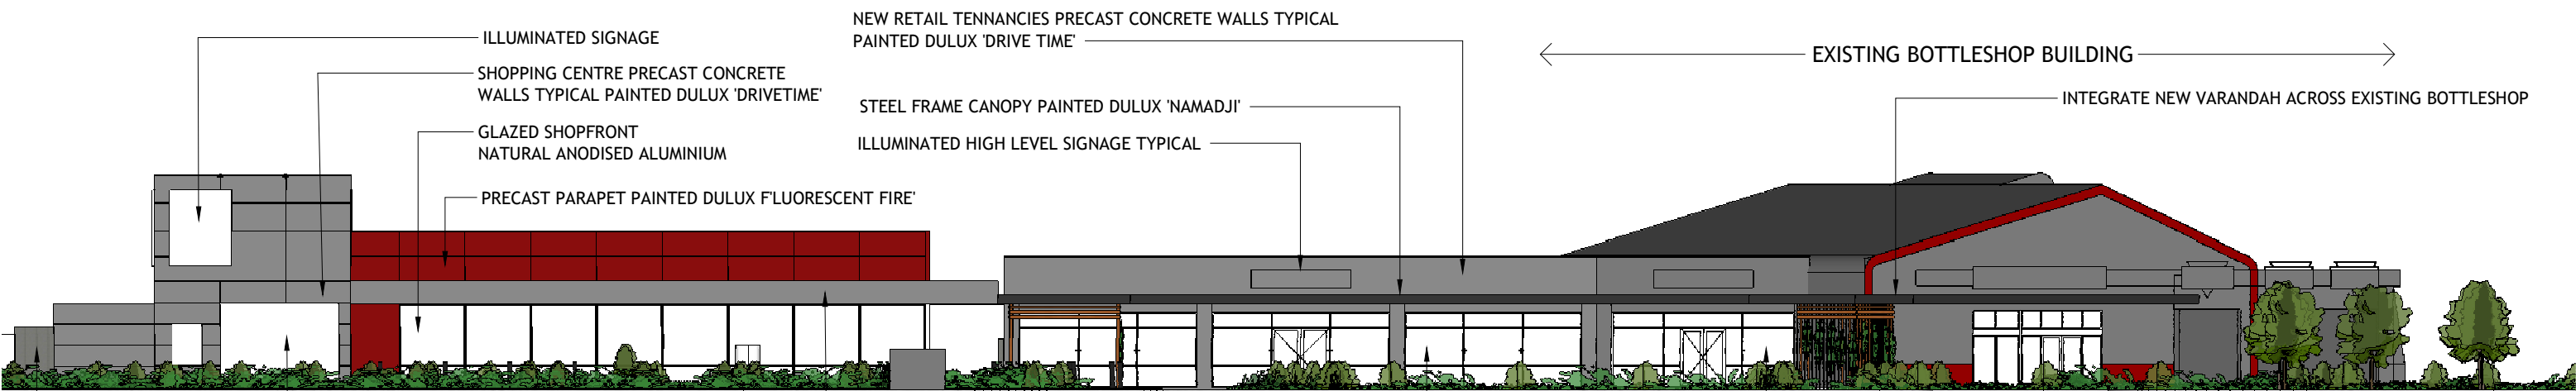 ILLUMINATED SIGNAGE
SHOPPING CENTRE PRECAST CONCRETE
WALLS TYPICAL PAINTED DULUX 'DRIVETIME'
GLAZED SHOPFRONT
NATURAL ANODISED ALUMINIUM
PRECAST PARAPET PAINTED DULUX F'LUORESCENT FIRE'
NEW RETAIL TENNANCIES PRECAST CONCRETE WALLS TYPICAL
PAINTED DULUX 'DRIVE TIME'
STEEL FRAME CANOPY PAINTED DULUX 'NAMADJI'
ILLUMINATED HIGH LEVEL SIGNAGE TYPICAL
EXISTING BOTTLESHOP BUILDING
INTEGRATE NEW VARANDAH ACROSS EXISTING BOTTLESHOP